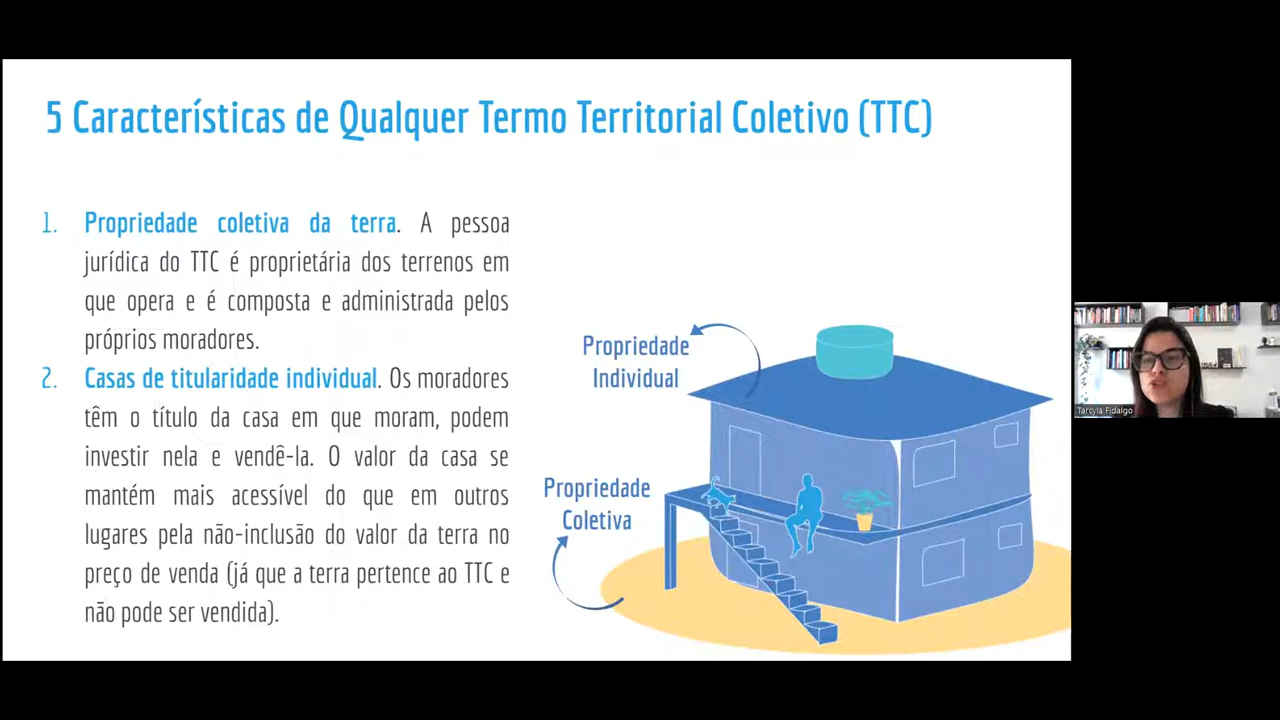 5 Características de Qualquer Termo Territorial Coletivo (TTC)
1. Propriedade coletiva da terra. A pessoa
jurídica do TTC é proprietária dos terrenos em
que opera e é composta e administrada pelos
próprios moradores.
2. Casas de titularidade individual. Os moradores
têm o título da casa em que moram, podem
investir nela e vendê-la. O valor da casa se
mantém mais acessível do que em outros
lugares pela não-inclusão do valor da terra no
preço de venda (já que a terra pertence ao TTC e
não pode ser vendida).
Propriedade
Individual
Propriedade
Coletiva
Tarcyla Fidalgo